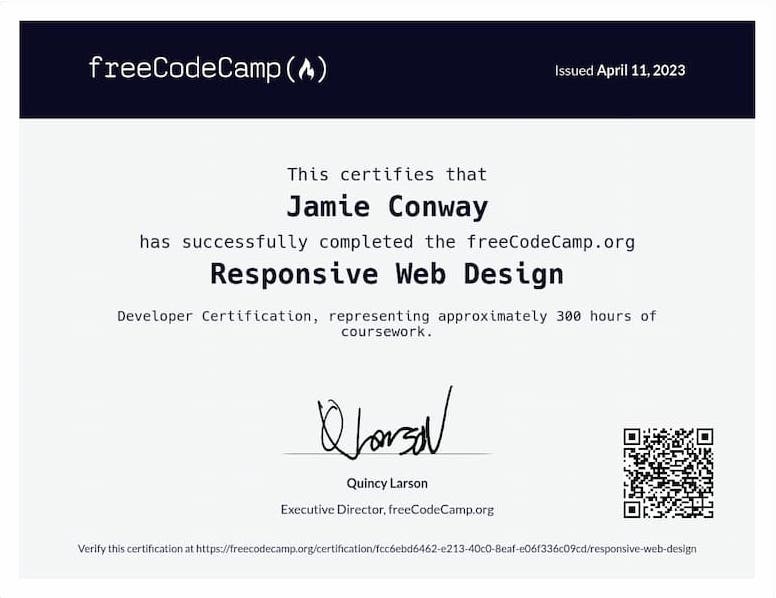 freeCodeCamp(🔥)
Issued April 11, 2023
This certifies that
Jamie Conway
has successfully completed the freeCodeCamp.org
Responsive Web Design
Developer Certification, representing approximately 300 hours of
coursework.
QLarson
Quincy Larson
Executive Director, freeCodeCamp.org
Verify this certification at https://freecodecamp.org/certification/fcc6ebd6462-e213-40c0-8eaf-e06f336c09cd/responsive-web-design